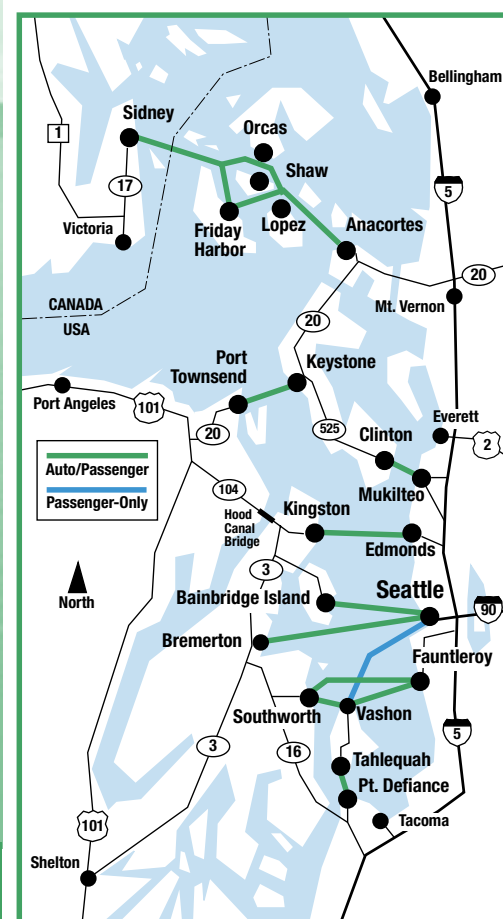 Bellingham
Sidney
Orcas
1
Shaw
5
17
Victoria
Friday
Harbor
Lopez
Anacortes
20
CANADA
USA
Mt. Vernon
20
Port
Townsend
Keystone
Port Angeles
101
20
525
Everett
2
Clinton
Mukilteo
Auto/Passenger
Passenger-Only
104
Hood
Canal
Bridge
Kingston
Edmonds
North
3
Bainbridge Island
Seattle
90
Bremerton
Fauntleroy
Southworth
Vashon
5
3
16
Tahlequah
Pt. Defiance
101
Tacoma
Shelton